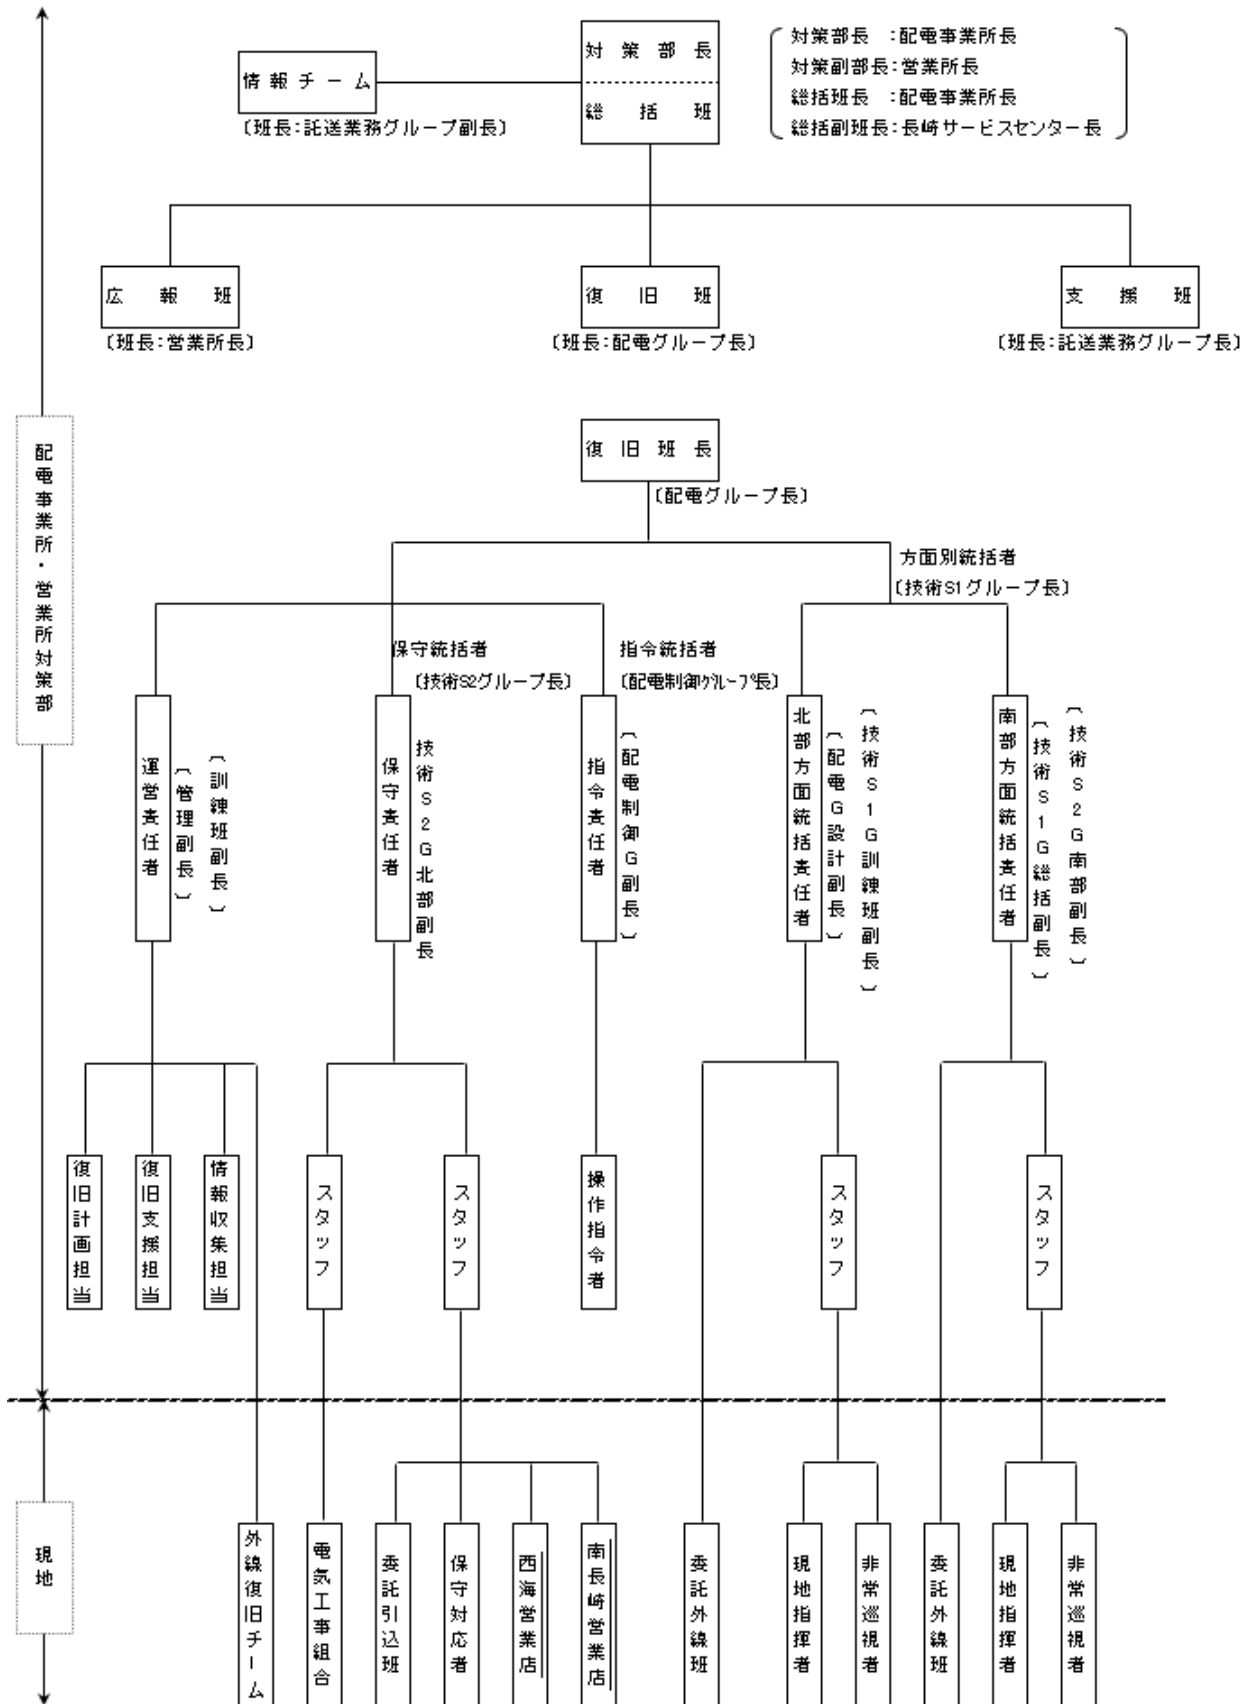 対策部長
総括班
情報チーム
〔班長：託送業務グループ副長〕
対策部長　：配電事業所長
対策副部長：営業所長
総括班長　：配電事業所長
総括副班長：長崎サービスセンター長
広報班
〔班長：営業所長〕
復旧班
〔班長：配電グループ長〕
支援班
〔班長：託送業務グループ長〕
配電事業所・営業所対策部
復旧班長
〔配電グループ長〕
方面別統括者
〔技術S1グループ長〕
保守統括者
〔技術S2グループ長〕
指令統括者
〔配電制御ｸﾞﾙｰﾌﾟ長〕
運営責任者
〔管理副長〕
〔訓練班副長〕
保守責任者
技術S2G北部副長
指令責任者
〔配電制御G副長〕
北部方面統括責任者
〔配電G設計副長〕
〔技術S1G訓練班副長〕
南部方面統括責任者
〔技術S1G総括副長〕
〔技術S2G南部副長〕
復旧計画担当
復旧支援担当
情報収集担当
スタッフ
スタッフ
操作指令者
スタッフ
スタッフ
現地
外線復旧チーム
電気工事組合
委託引込班
保守対応者
西海営業店
南長崎営業店
委託外線班
現地指揮者
非常巡視者
委託外線班
現地指揮者
非常巡視者